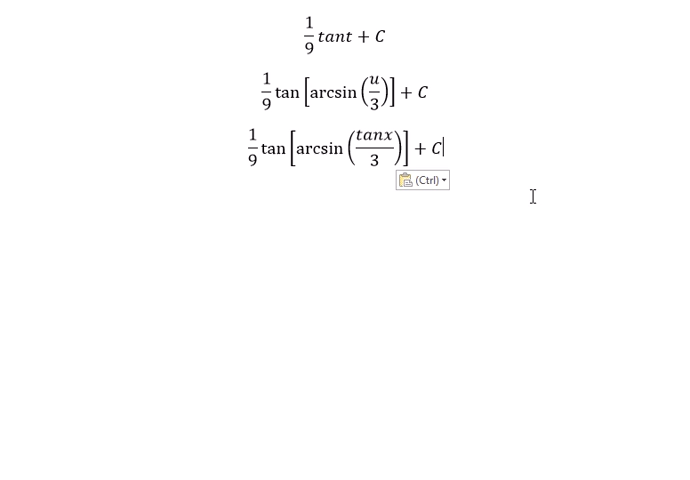 1/9 tant + C
1/9 tan [arcsin (u/3)] + C
1/9 tan [arcsin (tanx/3)] + C
(Ctrl)